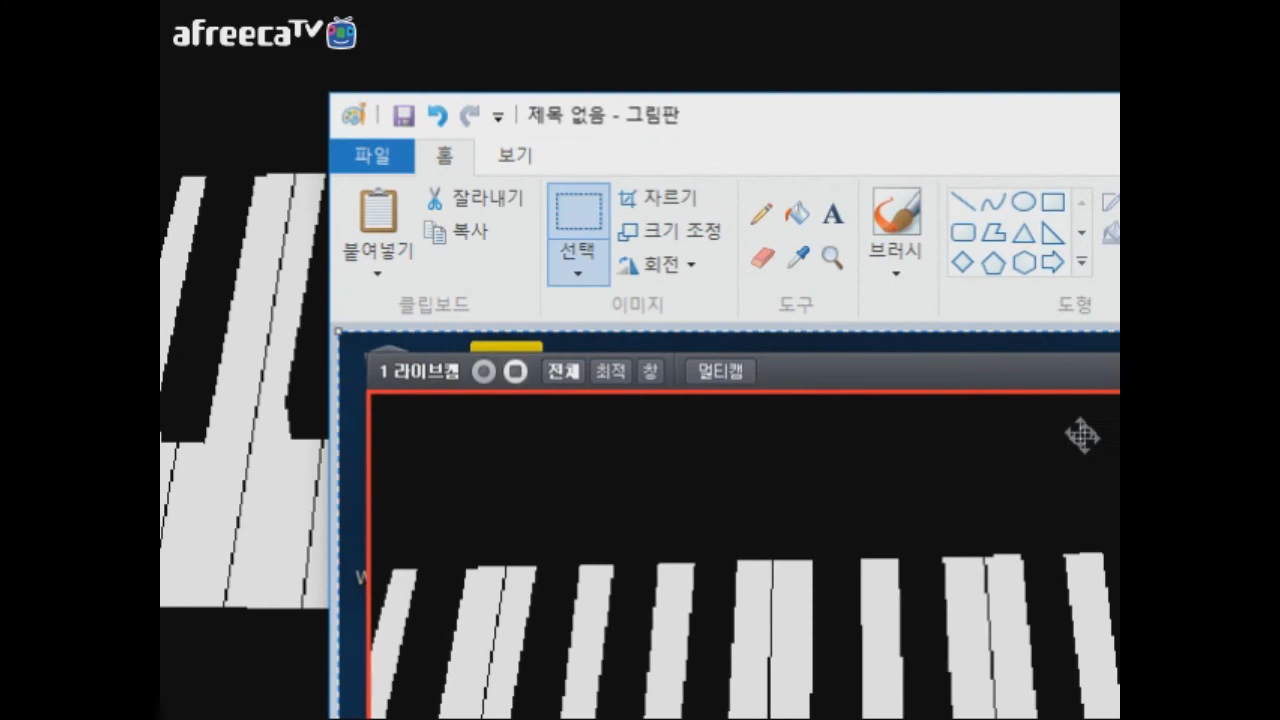 afreecaTV
제목 없음 - 그림판
파일 홈 보기
붙여넣기
잘라내기
복사
클립보드
선택
자르기
크기 조정
회전
이미지
A
도구
브러시
도형
1 라이브캠 전체 최적 창 멀티캠
W